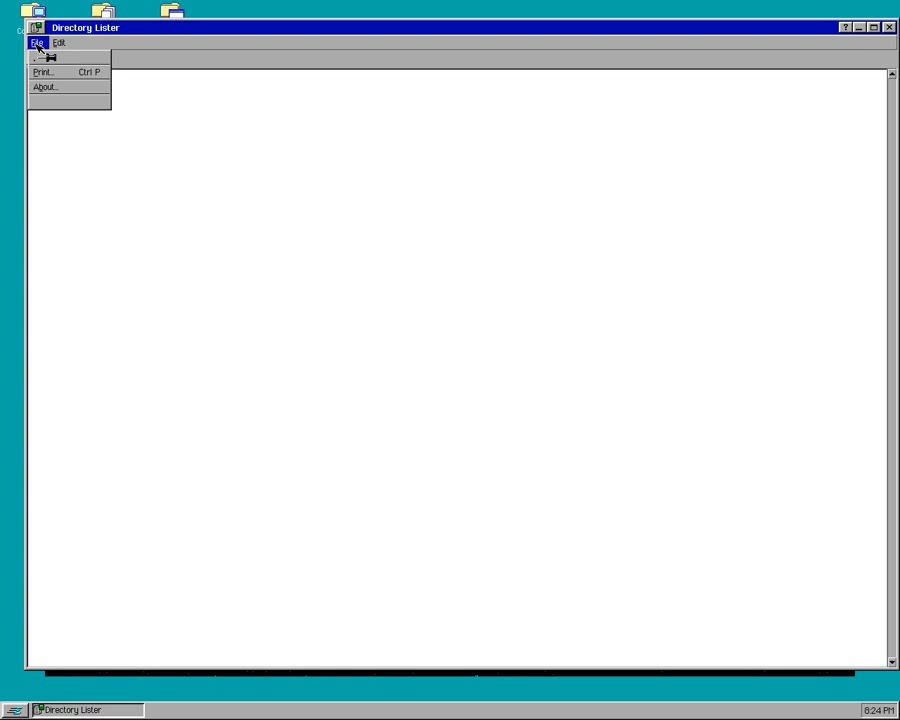 Directory Lister
File Edit
Print... Ctrl P
About...
Directory Lister
8:24 PM